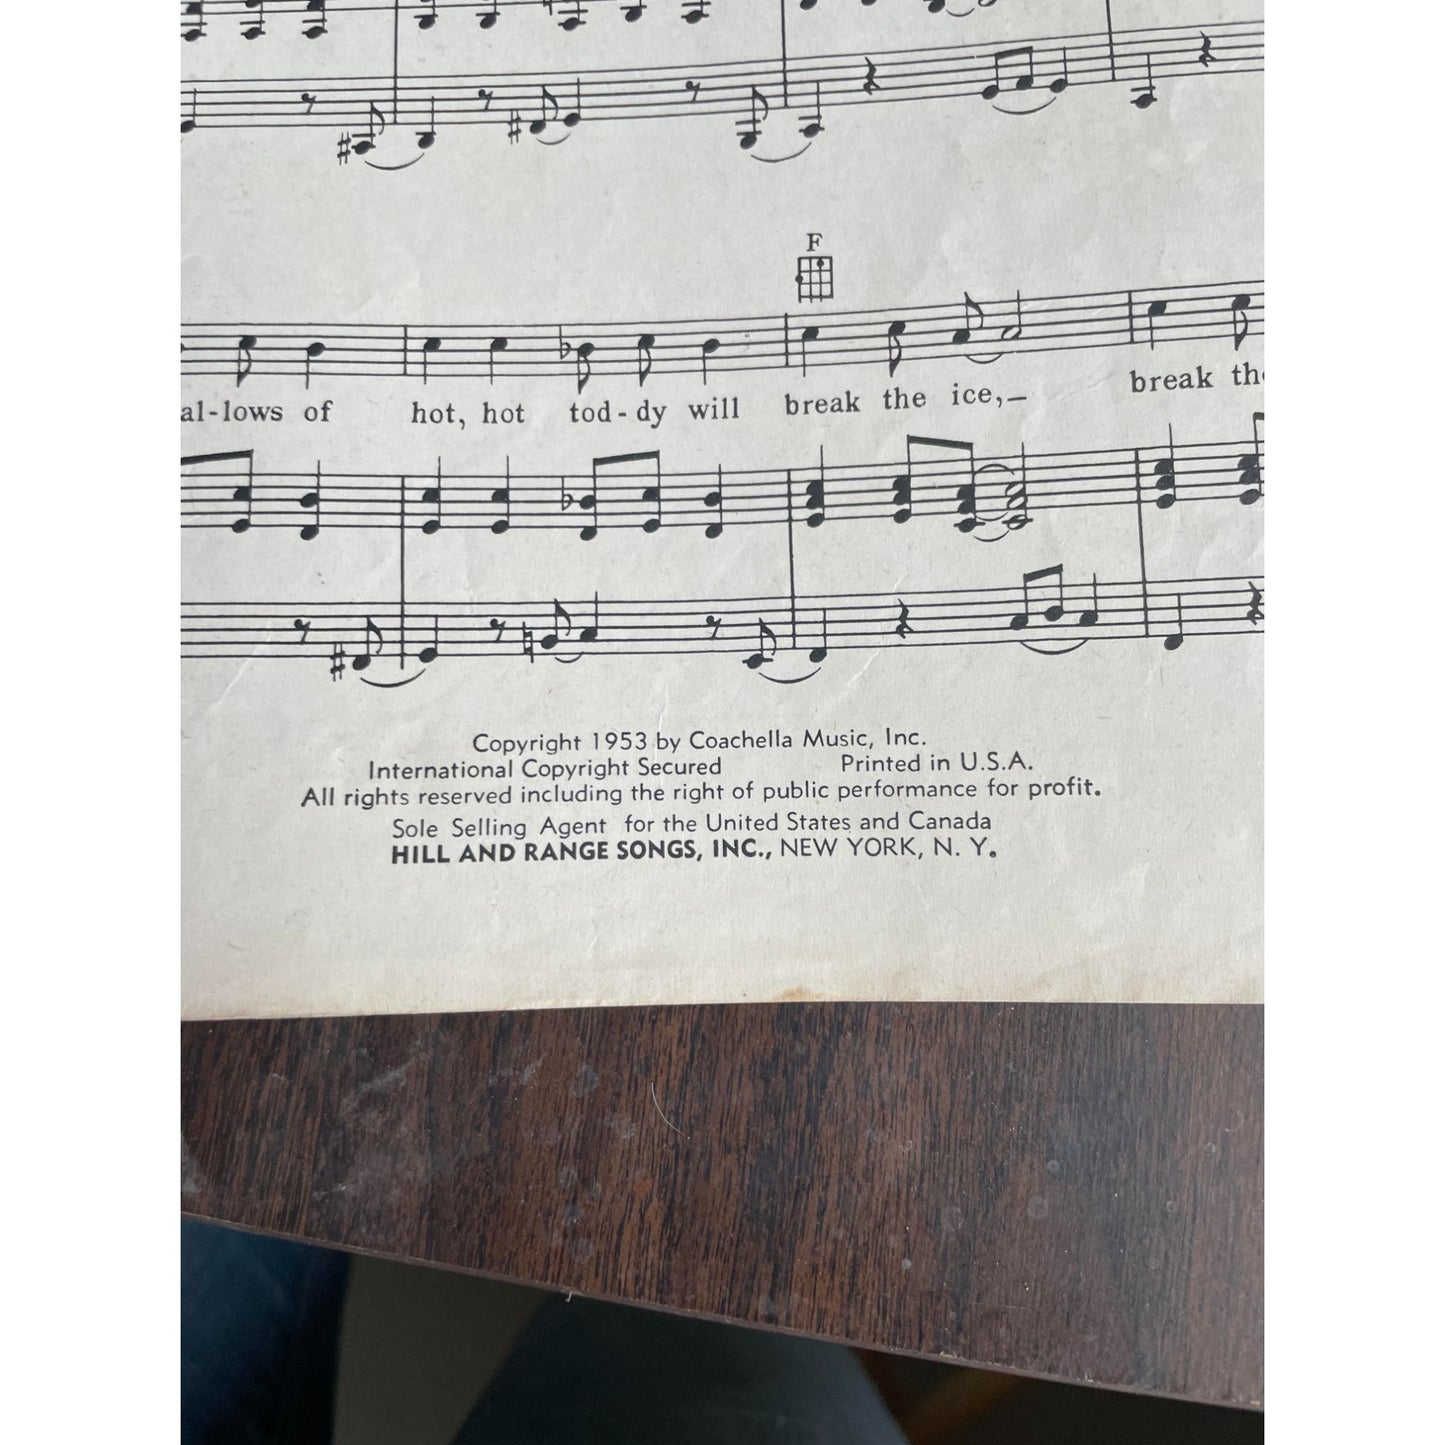 F
al-lows of hot, hot tod-dy will break the ice,— break
Copyright 1953 by Coachella Music, Inc.
International Copyright Secured Printed in U.S.A.
All rights reserved including the right of public performance for profit.
Sole Selling Agent for the United States and Canada
HILL AND RANGE SONGS, INC., NEW YORK, N. Y.